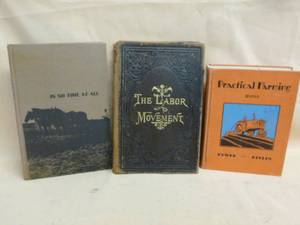 IN NO TIME AT ALL
THE LABOR
MOVEMENT
Practical Farming